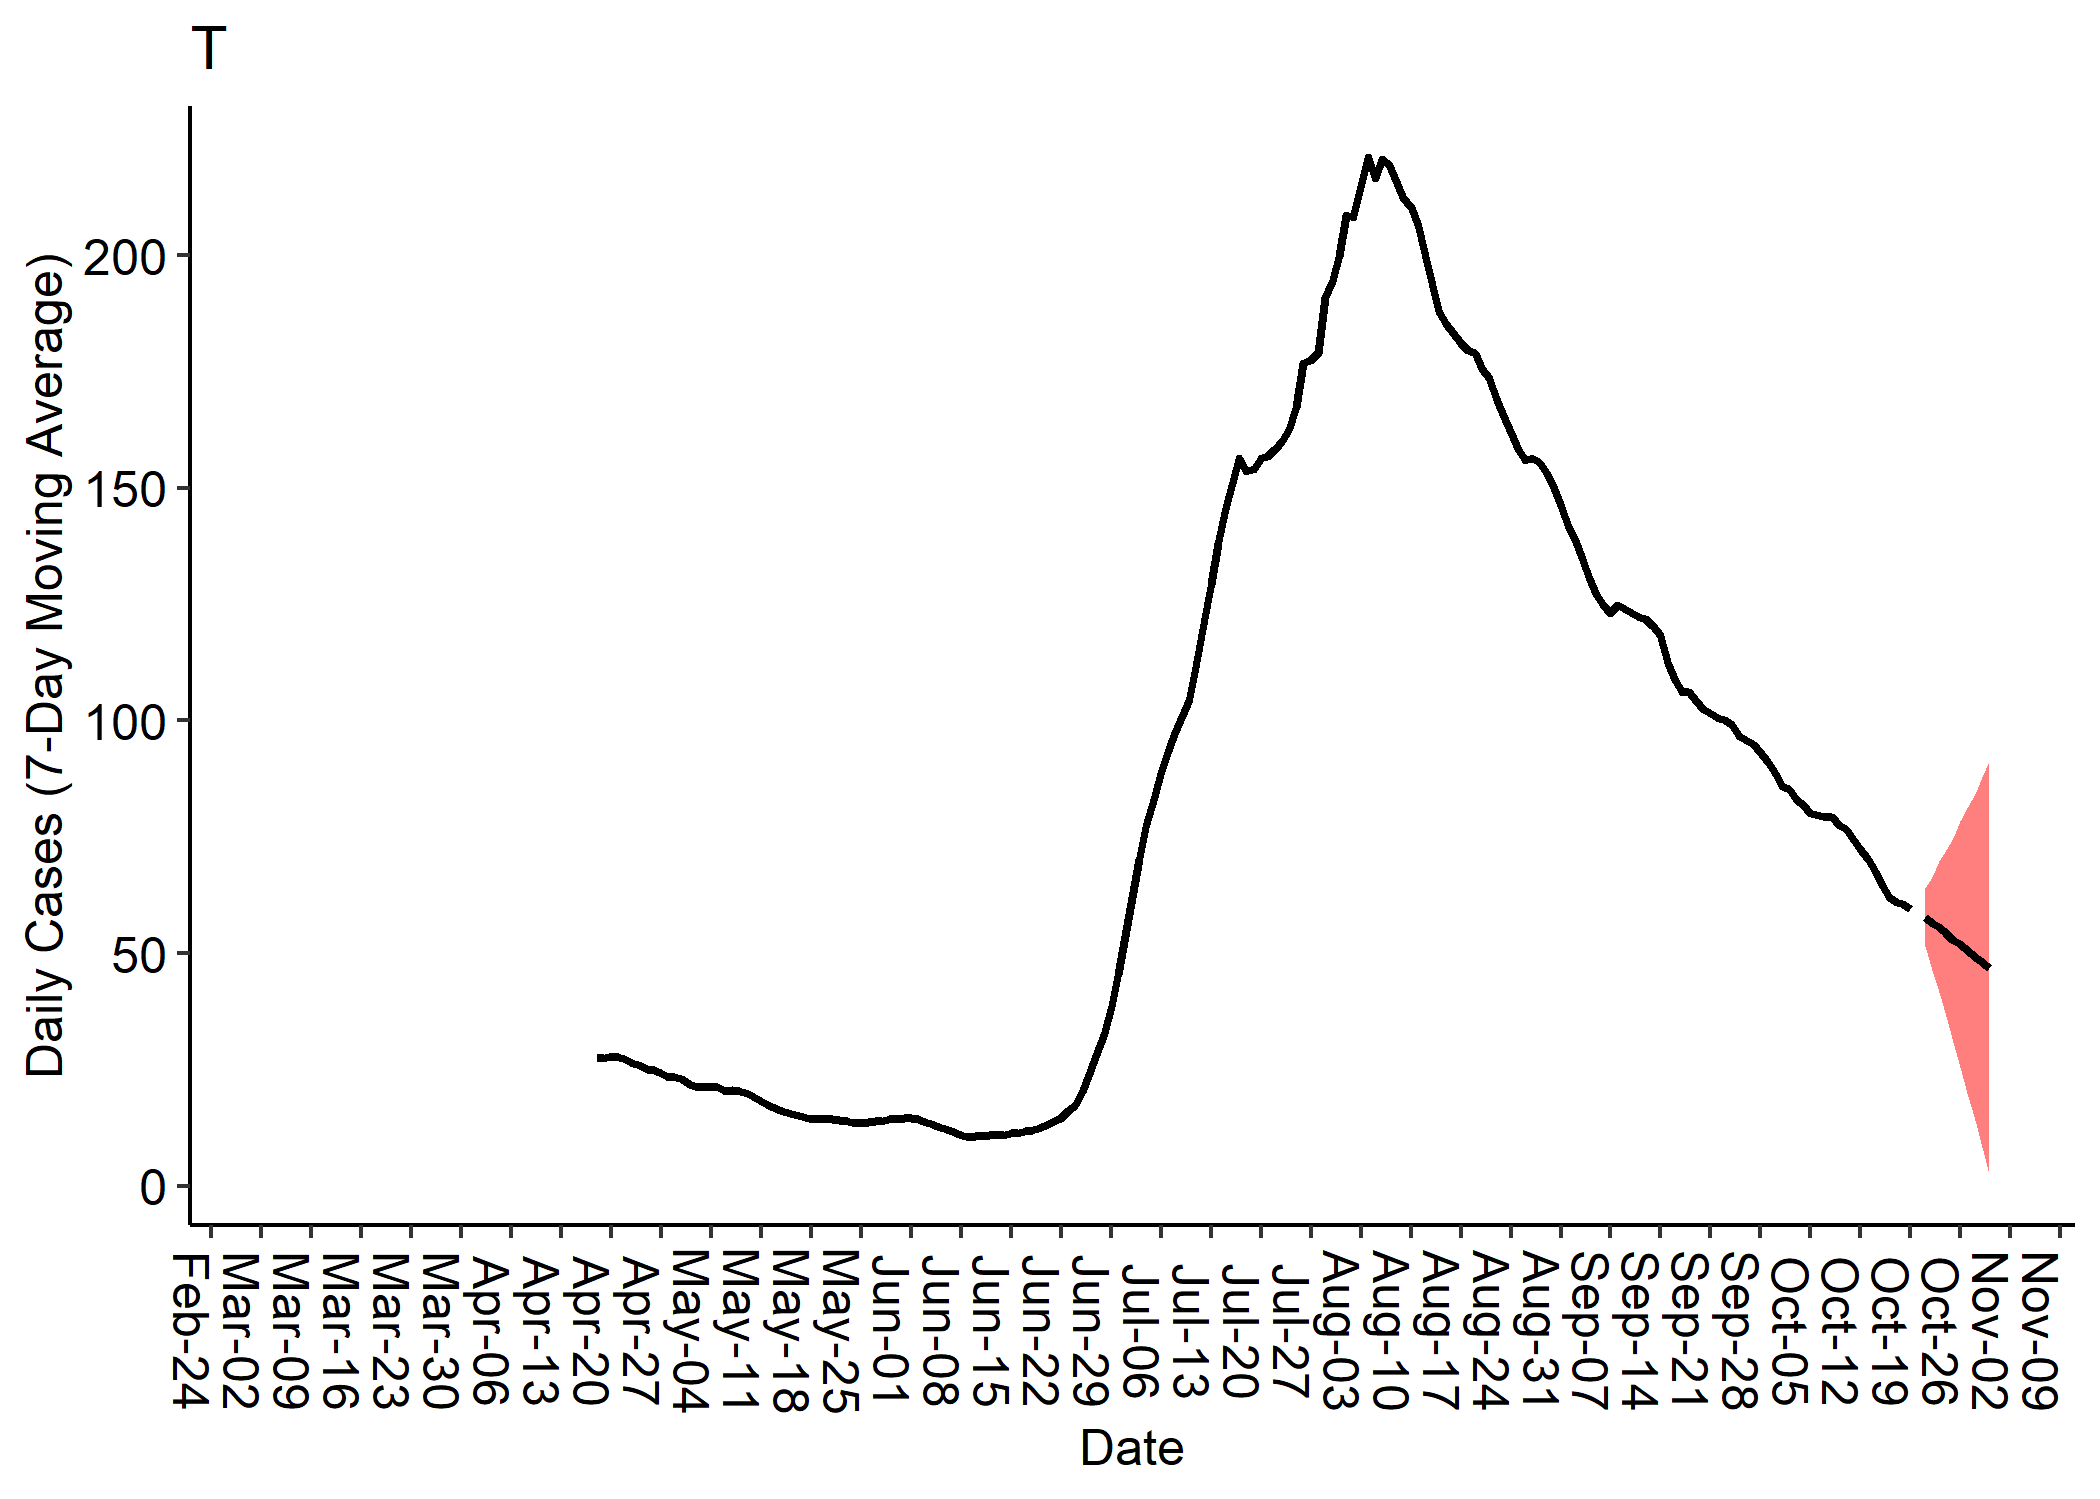 T
Daily Cases (7-Day Moving Average)
200
150
100
50
0
Feb-24
Mar-02
Mar-09
Mar-16
Mar-23
Mar-30
Apr-06
Apr-13
Apr-20
Apr-27
May-04
May-11
May-18
May-25
Jun-01
Jun-08
Jun-15
Jun-22
Jun-29
Jul-06
Jul-13
Jul-20
Jul-27
Aug-03
Aug-10
Aug-17
Aug-24
Aug-31
Sep-07
Sep-14
Sep-21
Sep-28
Oct-05
Oct-12
Oct-19
Oct-26
Nov-02
Nov-09
Date